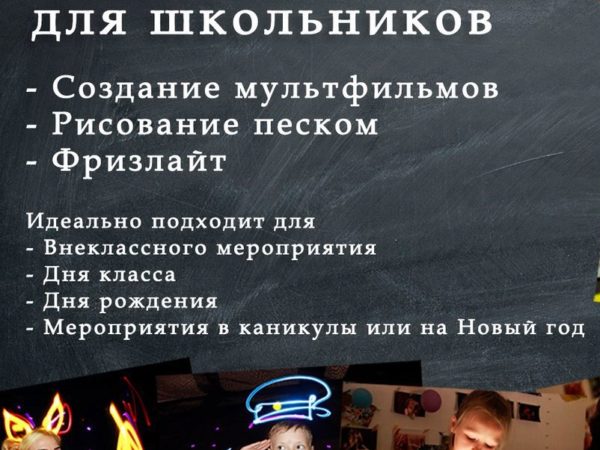 для школьников
- Создание мультфильмов
- Рисование песком
- Фризлайт
Идеально подходит для
- Внеклассного мероприятия
- Дня класса
- Дня рождения
- Мероприятия в каникулы или на Новый год